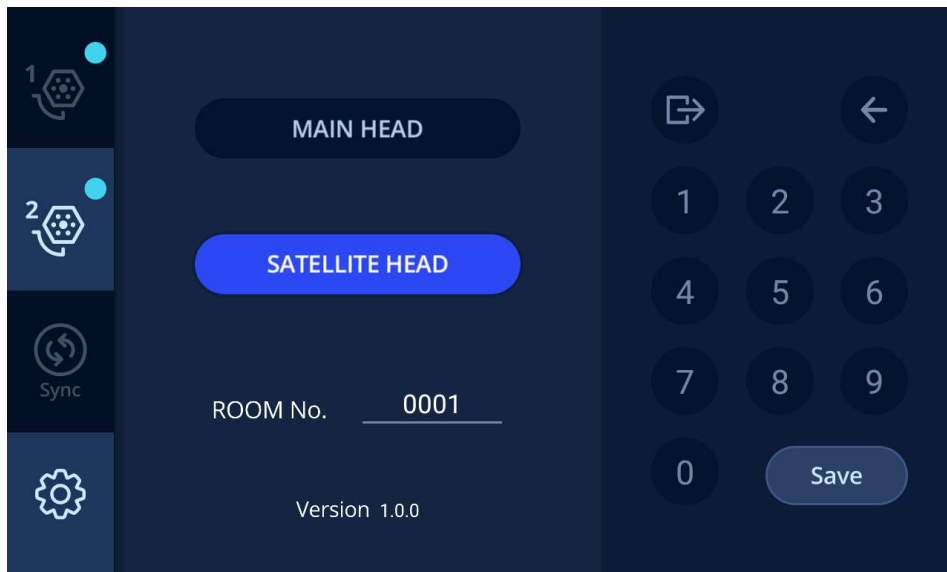 1
MAIN HEAD
2
1 2 3
SATELLITE HEAD
4 5 6
Sync
ROOM No. 0001
7 8 9
0 Save
Version 1.0.0